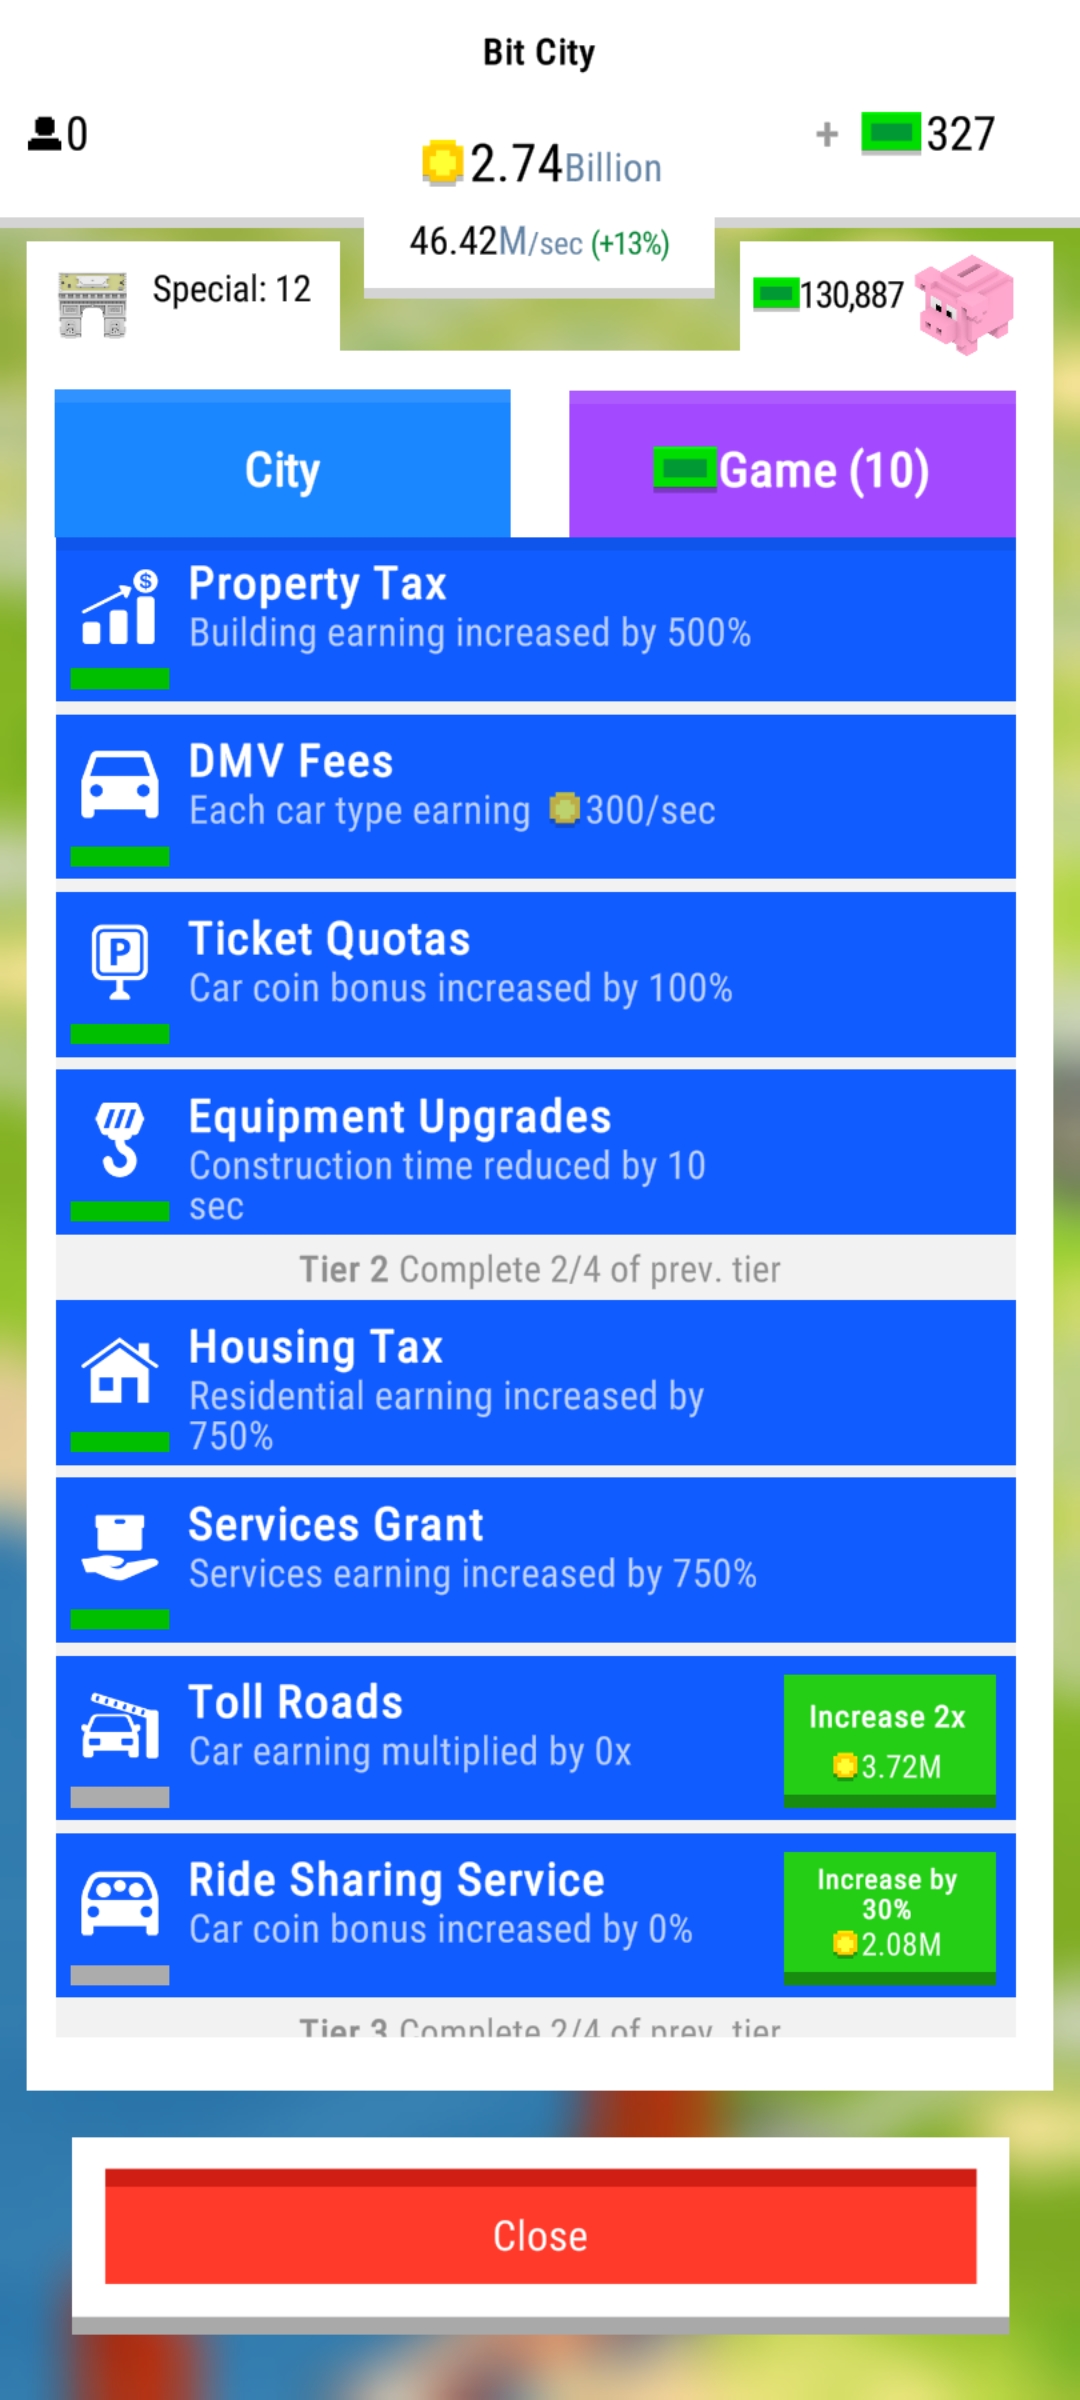 Bit City
0
2.74Billion
+ 327
46.42M/sec (+13%)
Special: 12
130,887
City
Game (10)
Property Tax
Building earning increased by 500%
DMV Fees
Each car type earning 300/sec
P
Ticket Quotas
Car coin bonus increased by 100%
Equipment Upgrades
Construction time reduced by 10
sec
Tier 2 Complete 2/4 of prev. tier
Housing Tax
Residential earning increased by
750%
Services Grant
Services earning increased by 750%
Toll Roads
Car earning multiplied by 0x
Increase 2x
3.72M
Ride Sharing Service
Car coin bonus increased by 0%
Increase by
30%
2.08M
Tier 3 Complete 2/4 of prev. tier
Close